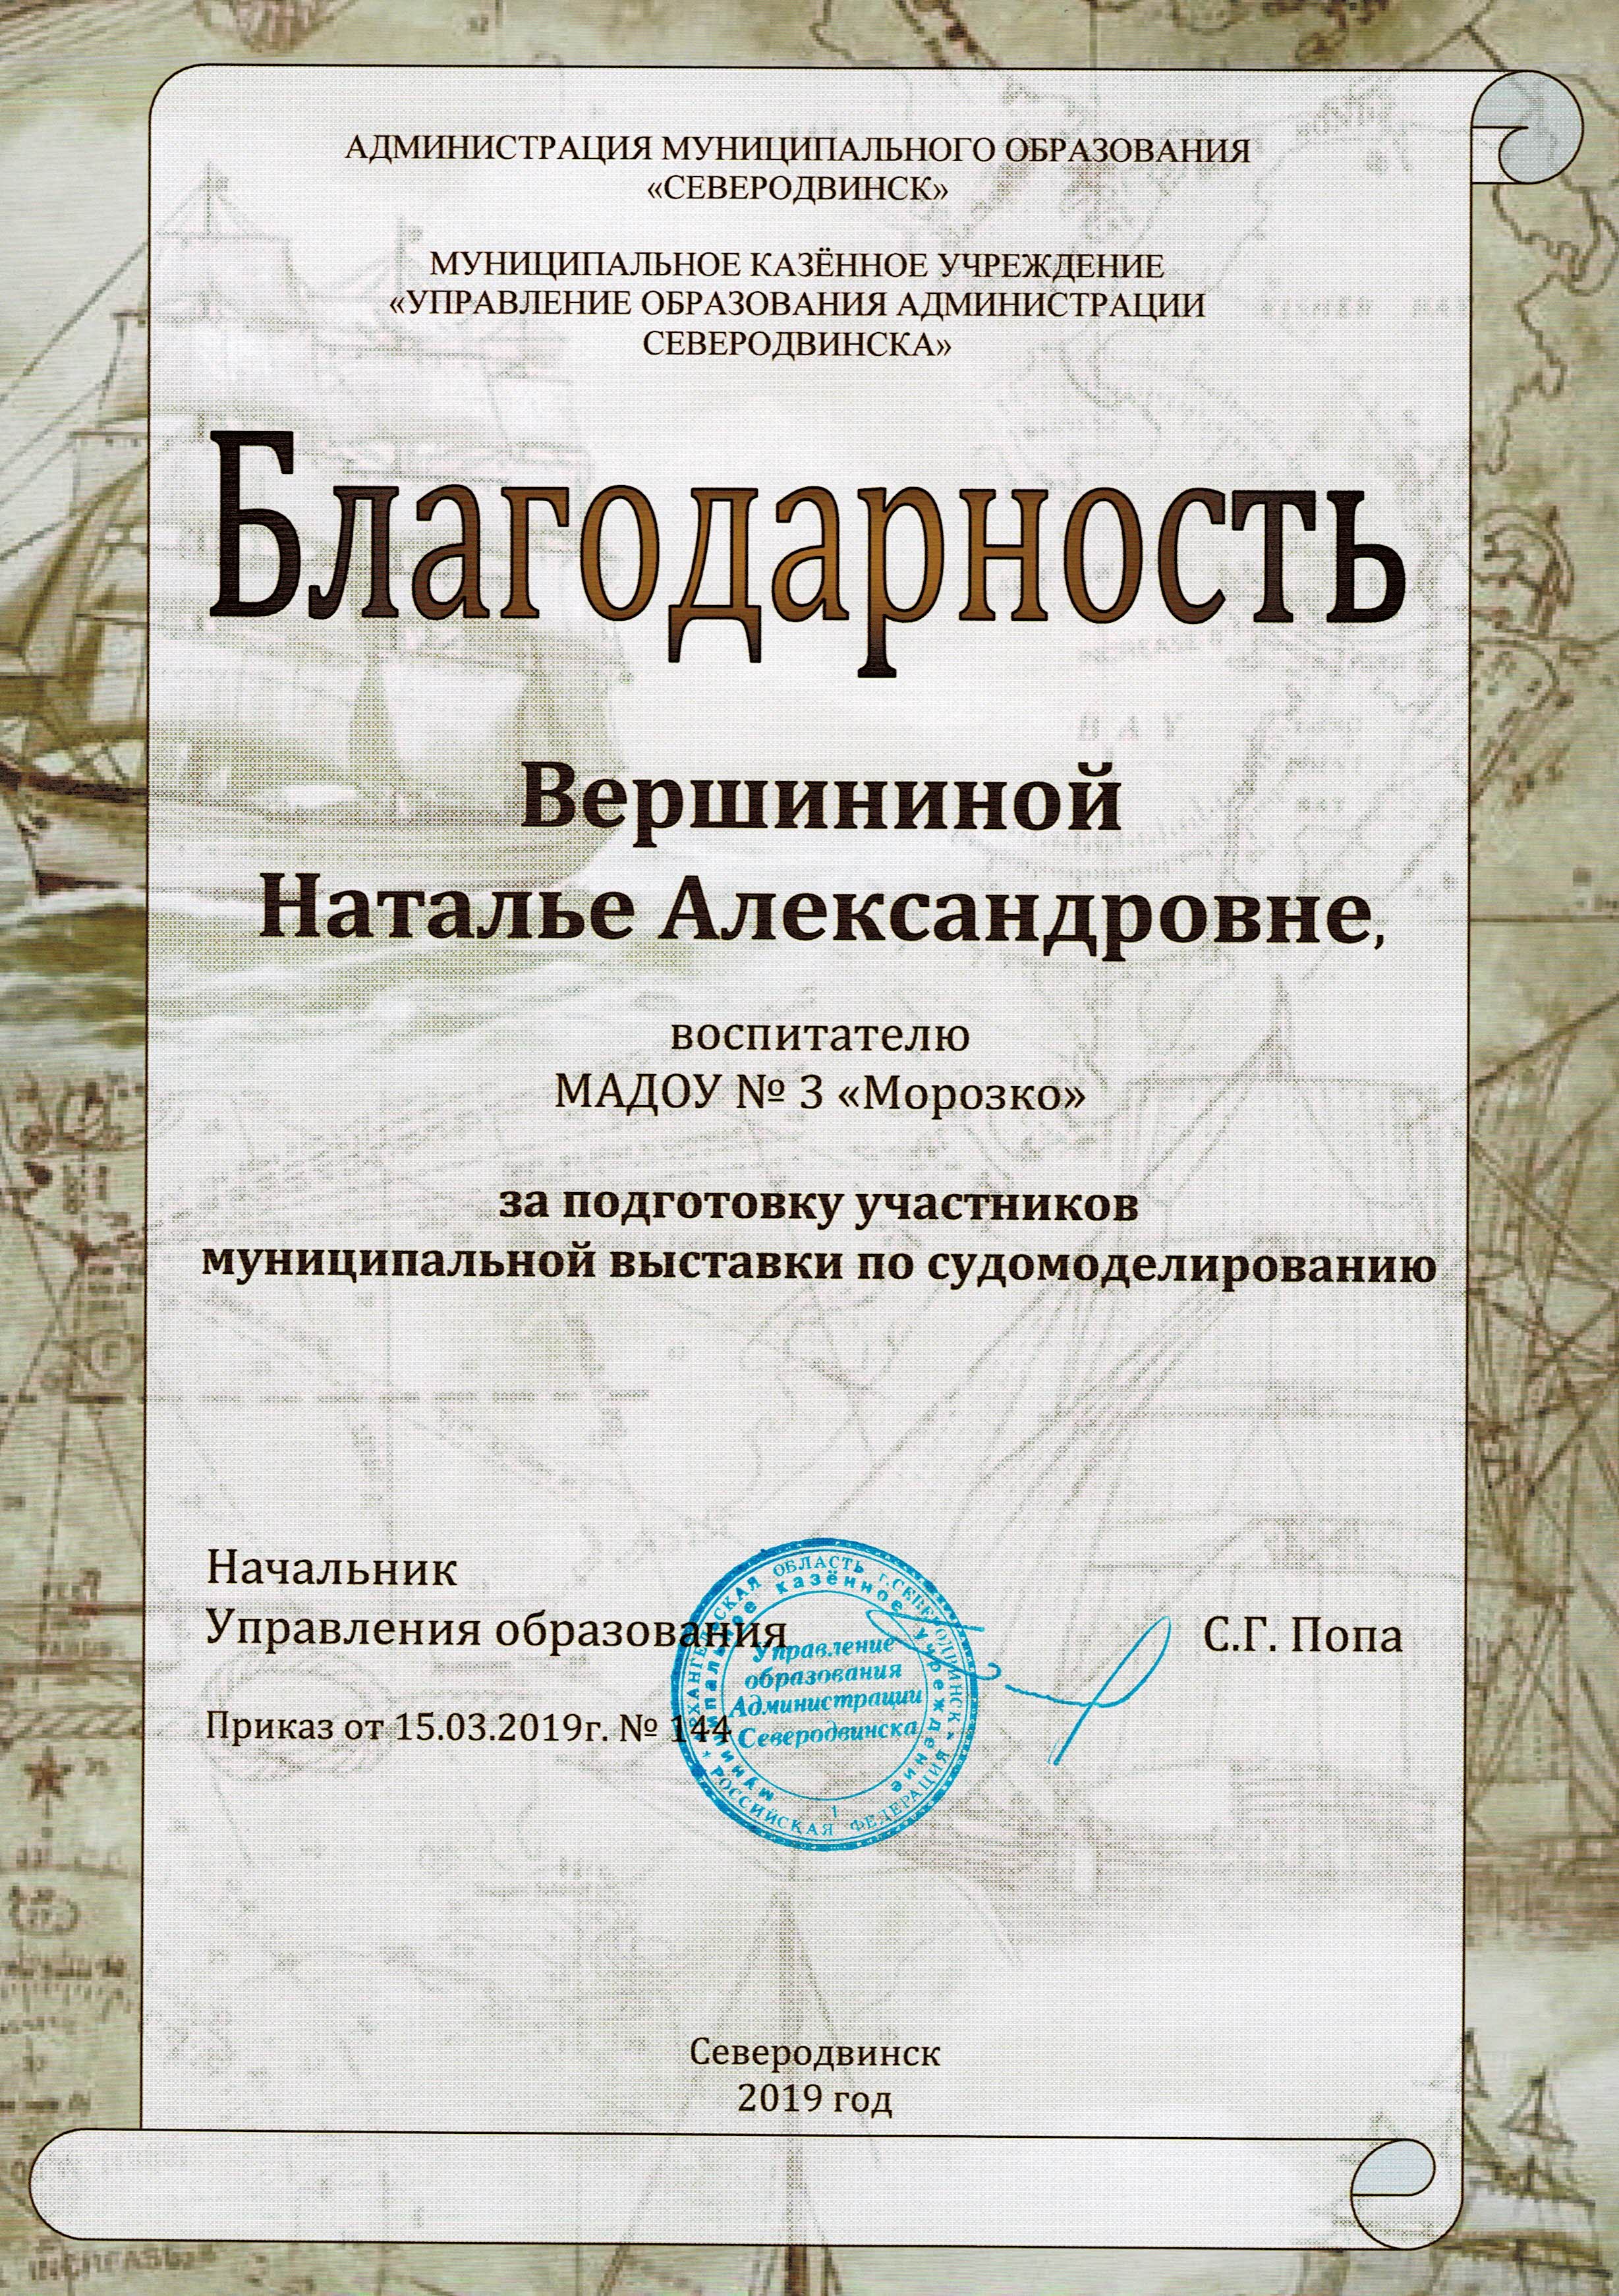 АДМИНИСТРАЦИЯ МУНИЦИПАЛЬНОГО ОБРАЗОВАНИЯ
«СЕВЕРОДВИНСК»
МУНИЦИПАЛЬНОЕ КАЗЁННОЕ УЧРЕЖДЕНИЕ
«УПРАВЛЕНИЕ ОБРАЗОВАНИЯ АДМИНИСТРАЦИИ
СЕВЕРОДВИНСКА»
Благодарность
Вершининой
Наталье Александровне,
воспитателю
МАДОУ № 3 «Морозко»
за подготовку участников
муниципальной выставки по судомоделированию
Начальник
Управления образования
С.Г. Попа
Приказ от 15.03.2019г. № 144
РОССИЙСКАЯ ФЕДЕРАЦИЯ * АРХАНГЕЛЬСКАЯ ОБЛАСТЬ г.СЕВЕРОДВИНСК *
муниципальное казённое учреждение
Управление
образования
Администрации
Северодвинска
1
Северодвинск
2019 год